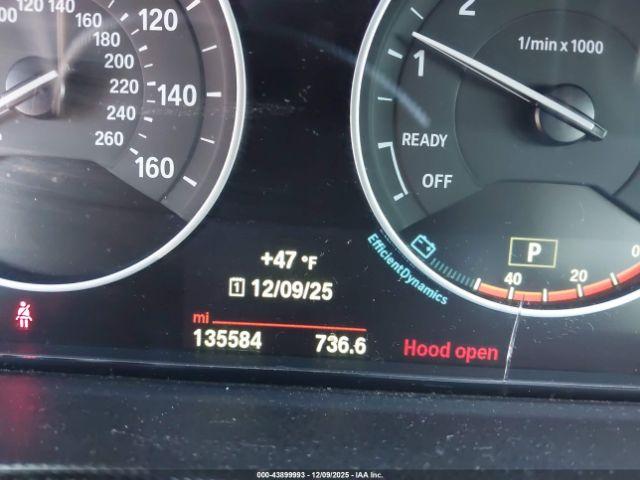 100 120 140 160 180 200 220 240 260
120 140 160
2
1/min x 1000
1
READY
OFF
P
EfficientDynamics
40 20 0
+47 °F
1 12/09/25
mi
135584 736.6
Hood open
000-43899993 - 12/09/2025 - IAA Inc.